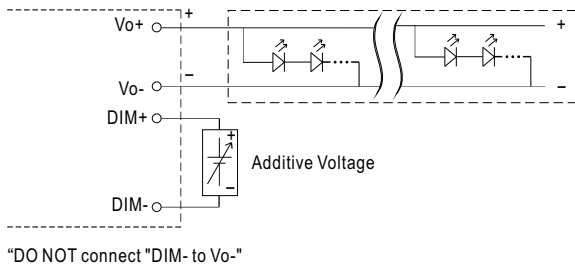 Vo+ + +
Vo- − −
DIM+
+
Additive Voltage
−
DIM-
“DO NOT connect "DIM- to Vo-"